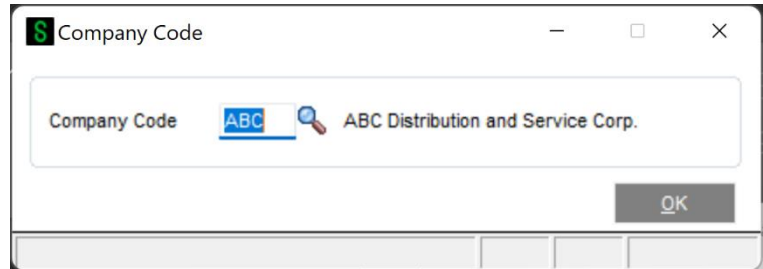 S Company Code
Company Code ABC ABC Distribution and Service Corp.
OK